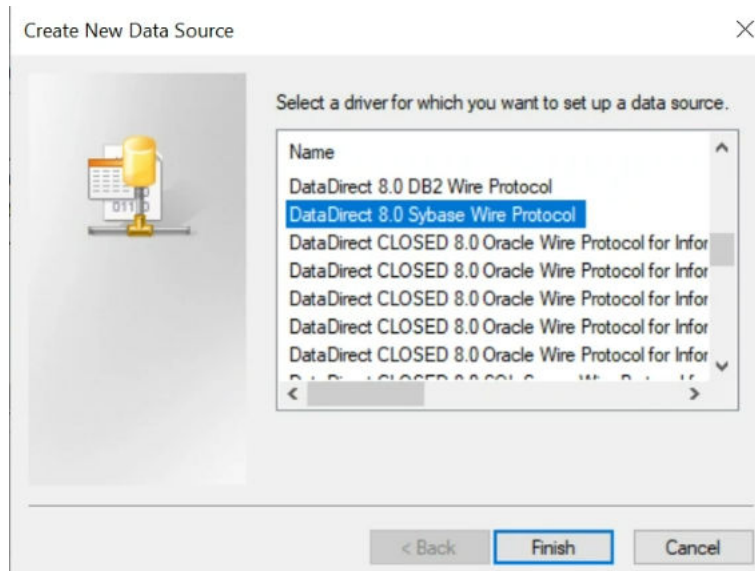 Create New Data Source
Select a driver for which you want to set up a data source.
Name
DataDirect 8.0 DB2 Wire Protocol
DataDirect 8.0 Sybase Wire Protocol
DataDirect CLOSED 8.0 Oracle Wire Protocol for Infor
DataDirect CLOSED 8.0 Oracle Wire Protocol for Infor
DataDirect CLOSED 8.0 Oracle Wire Protocol for Infor
DataDirect CLOSED 8.0 Oracle Wire Protocol for Infor
DataDirect CLOSED 8.0 Oracle Wire Protocol for Infor
< Back
Finish
Cancel